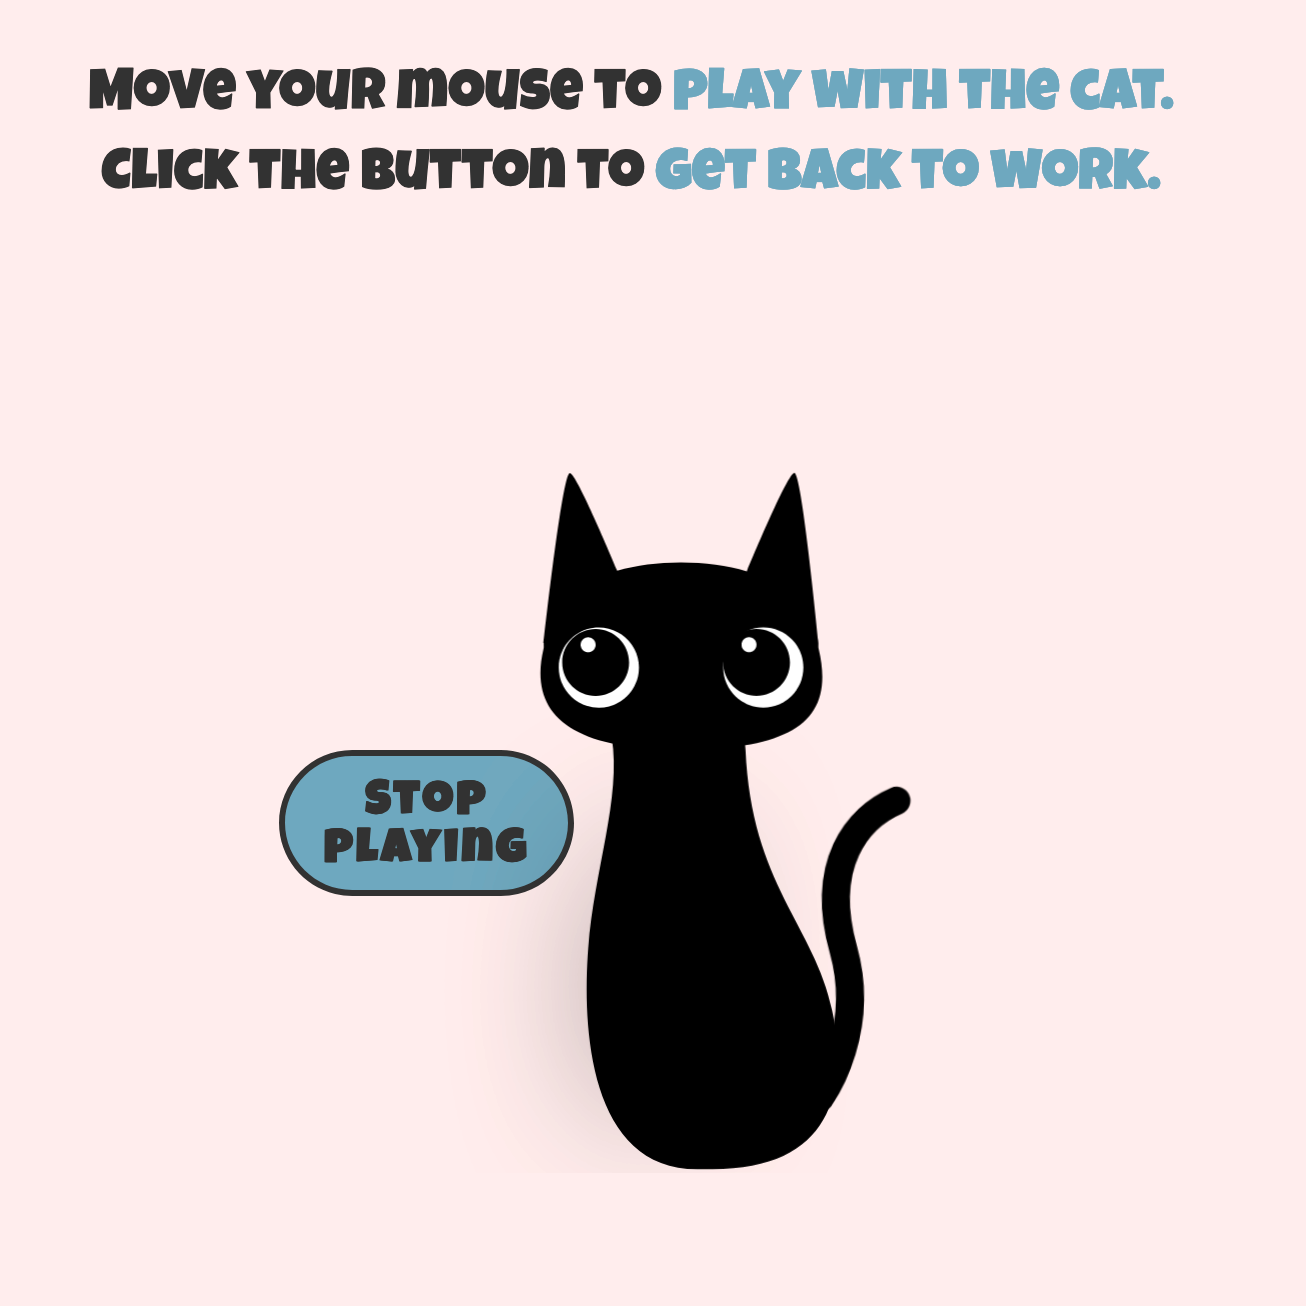 Move your mouse to play with the cat.
Click the button to get back to work.
Stop
playing